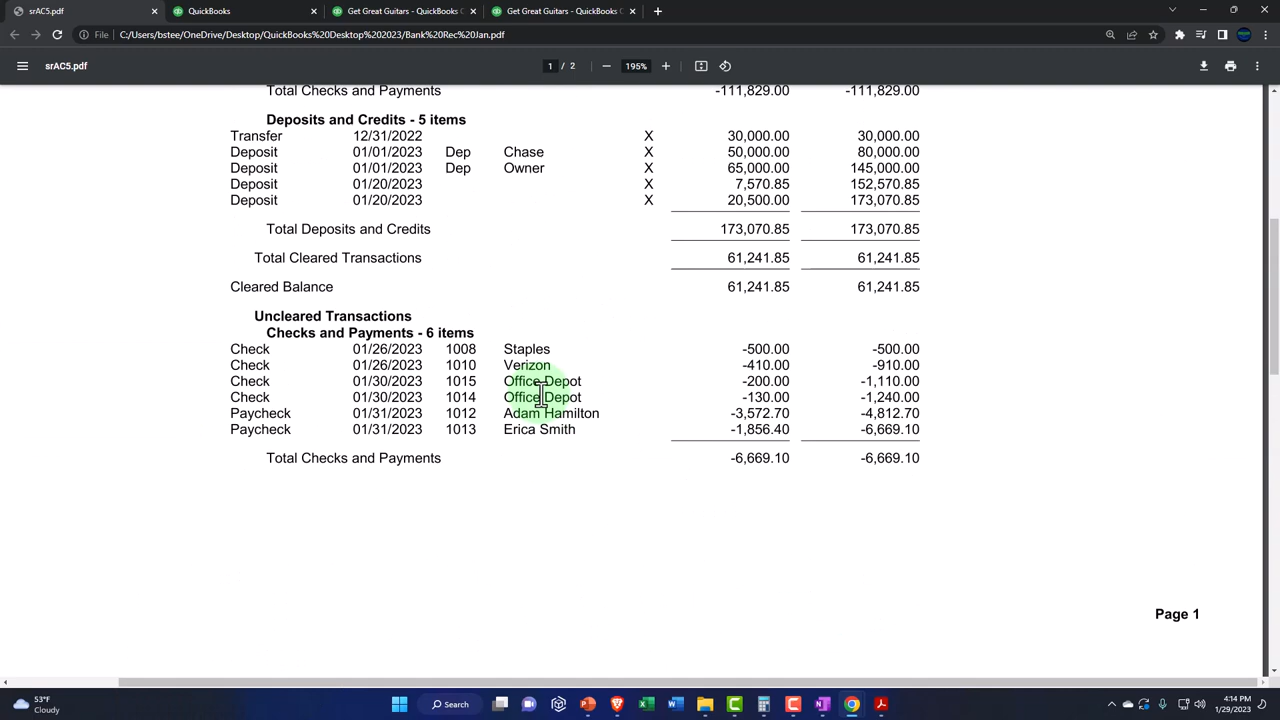 srAC5.pdf
QuickBooks
Get Great Guitars - QuickBooks C
Get Great Guitars - QuickBooks C
File C:/Users/bstee/OneDrive/Desktop/QuickBooks%20Desktop%202023/Bank%20Rec%20Jan.pdf
srAC5.pdf 1 / 2 195%
Total Checks and Payments -111,829.00 -111,829.00
Deposits and Credits - 5 items
Transfer 12/31/2022 X 30,000.00 30,000.00
Deposit 01/01/2023 Dep Chase X 50,000.00 80,000.00
Deposit 01/01/2023 Dep Owner X 65,000.00 145,000.00
Deposit 01/20/2023 X 7,570.85 152,570.85
Deposit 01/20/2023 X 20,500.00 173,070.85
Total Deposits and Credits 173,070.85 173,070.85
Total Cleared Transactions 61,241.85 61,241.85
Cleared Balance 61,241.85 61,241.85
Uncleared Transactions
Checks and Payments - 6 items
Check 01/26/2023 1008 Staples -500.00 -500.00
Check 01/26/2023 1010 Verizon -410.00 -910.00
Check 01/30/2023 1015 Office Depot -200.00 -1,110.00
Check 01/30/2023 1014 Office Depot -130.00 -1,240.00
Paycheck 01/31/2023 1012 Adam Hamilton -3,572.70 -4,812.70
Paycheck 01/31/2023 1013 Erica Smith -1,856.40 -6,669.10
Total Checks and Payments -6,669.10 -6,669.10
Page 1
53°F
Cloudy
Search
4:14 PM
1/29/2023